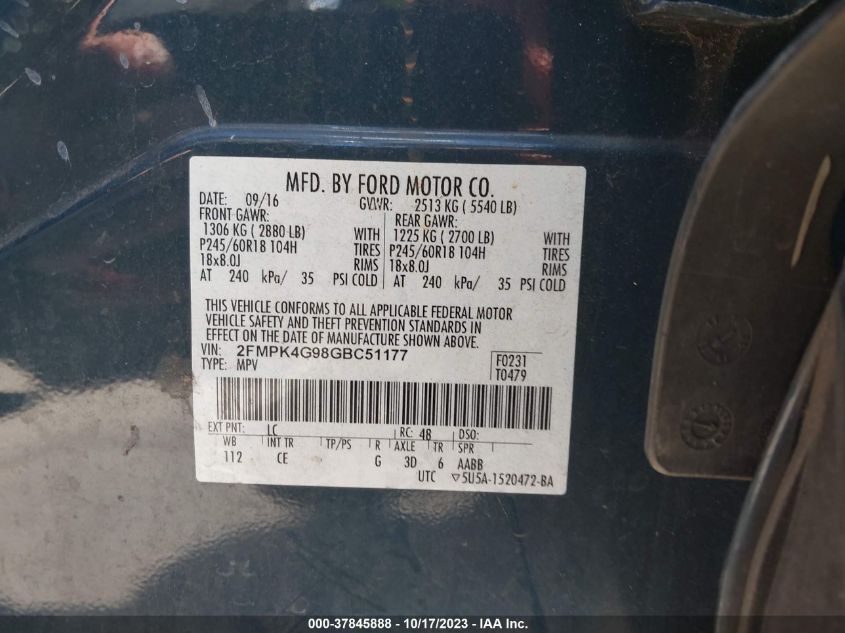 MFD. BY FORD MOTOR CO.
DATE: 09/16 GVWR: 2513 KG ( 5540 LB)
FRONT GAWR: REAR GAWR:
1306 KG ( 2880 LB) WITH 1225 KG ( 2700 LB) WITH
P245/60R18 104H TIRES P245/60R18 104H TIRES
18x8.0J RIMS 18x8.0J RIMS
AT 240 kPa/ 35 PSI COLD AT 240 kPa/ 35 PSI COLD
THIS VEHICLE CONFORMS TO ALL APPLICABLE FEDERAL MOTOR
VEHICLE SAFETY AND THEFT PREVENTION STANDARDS IN
EFFECT ON THE DATE OF MANUFACTURE SHOWN ABOVE.
VIN: 2FMPK4G98GBC51177
TYPE: MPV
F0231
T0479
EXT PNT: LC RC: 48 DSO:
WB INT TR TP/PS R AXLE TR SPR
112 CE G 3D 6 AABB
UTC ▽5U5A-1520472-BA
000-37845888 - 10/17/2023 - IAA Inc.